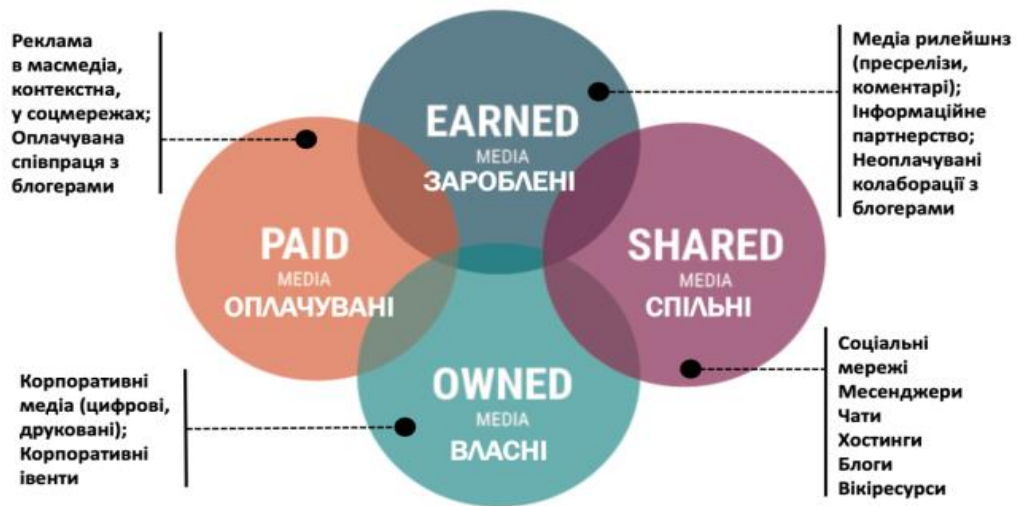 Реклама
в масмедіа,
контекстна,
у соцмережах;
Оплачувана
співпраця з
блогерами
EARNED
MEDIA
ЗАРОБЛЕНІ
Медіа рилейшнз
(пресрелізи,
коментарі);
Інформаційне
партнерство;
Неоплачувані
колаборації з
блогерами
PAID
MEDIA
ОПЛАЧУВАНІ
SHARED
MEDIA
СПІЛЬНІ
Корпоративні
медіа (цифрові,
друковані);
Корпоративні
івенти
OWNED
MEDIA
ВЛАСНІ
Соціальні
мережі
Месенджери
Чати
Хостинги
Блоги
Вікіресурси